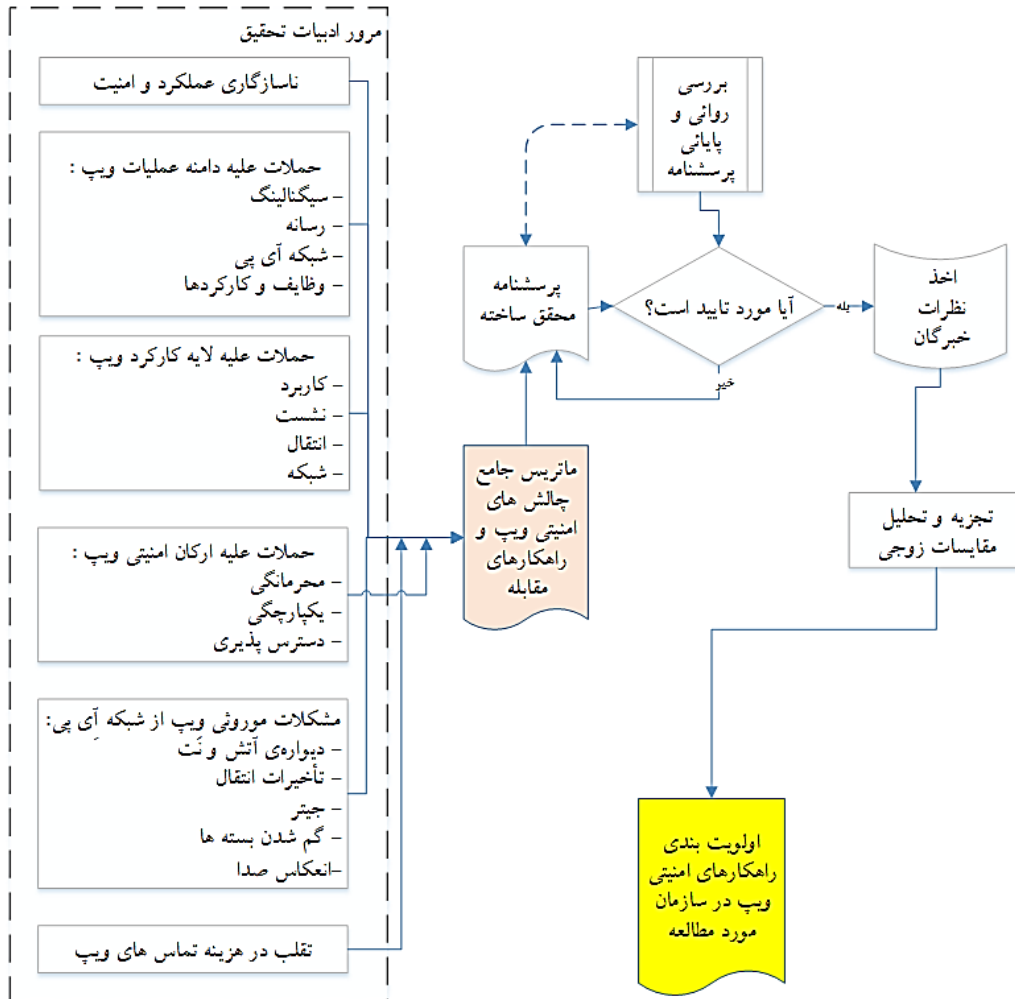 مرور ادبیات تحقیق
ناسازگاری عملکرد و امنیت
حملات علیه دامنه عملیات ویپ :
– سیگنالینگ
– رسانه
– شبکه آی پی
– وظایف و کارکردها
حملات علیه لایه کارکرد ویپ :
– کاربرد
– نشست
– انتقال
– شبکه
حملات علیه ارکان امنیتی ویپ :
– محرمانگی
– یکپارچگی
– دسترس پذیری
مشکلات موروثی ویپ از شبکه آِی پی:
– دیواره‌ی آتش و نَت
– تأخیرات انتقال
– جیتر
– گم شدن بسته ها
–انعکاس صدا
تقلب در هزینه تماس های ویپ
ماتریس جامع
چالش های
امنیتی ویپ و
راهکارهای
مقابله
پرسشنامه
محقق ساخته
بررسی
روائی و
پایائی
پرسشنامه
آیا مورد تایید است؟
بله
خیر
اخذ
نظرات
خبرگان
تجزیه و تحلیل
مقایسات زوجی
اولویت بندی
راهکارهای امنیتی
ویپ در سازمان
مورد مطالعه